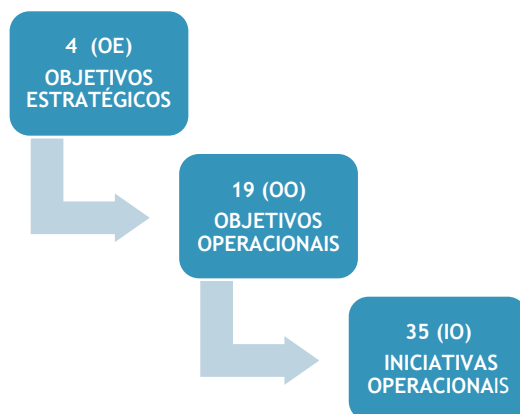 4 (OE)
OBJETIVOS
ESTRATÉGICOS
19 (OO)
OBJETIVOS
OPERACIONAIS
35 (IO)
INICIATIVAS
OPERACIONAIS